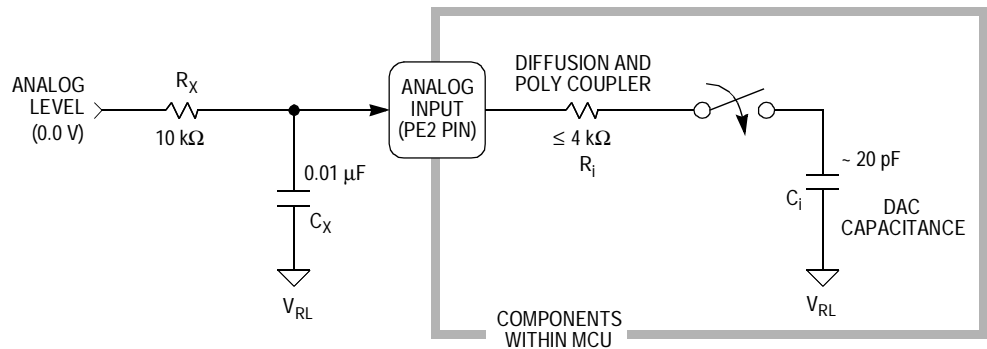 ANALOG
LEVEL
(0.0 V)
R_X
10 kΩ
0.01 μF
C_X
V_RL
ANALOG
INPUT
(PE2 PIN)
DIFFUSION AND
POLY COUPLER
≤ 4 kΩ
R_i
~ 20 pF
C_i
DAC
CAPACITANCE
V_RL
COMPONENTS
WITHIN MCU